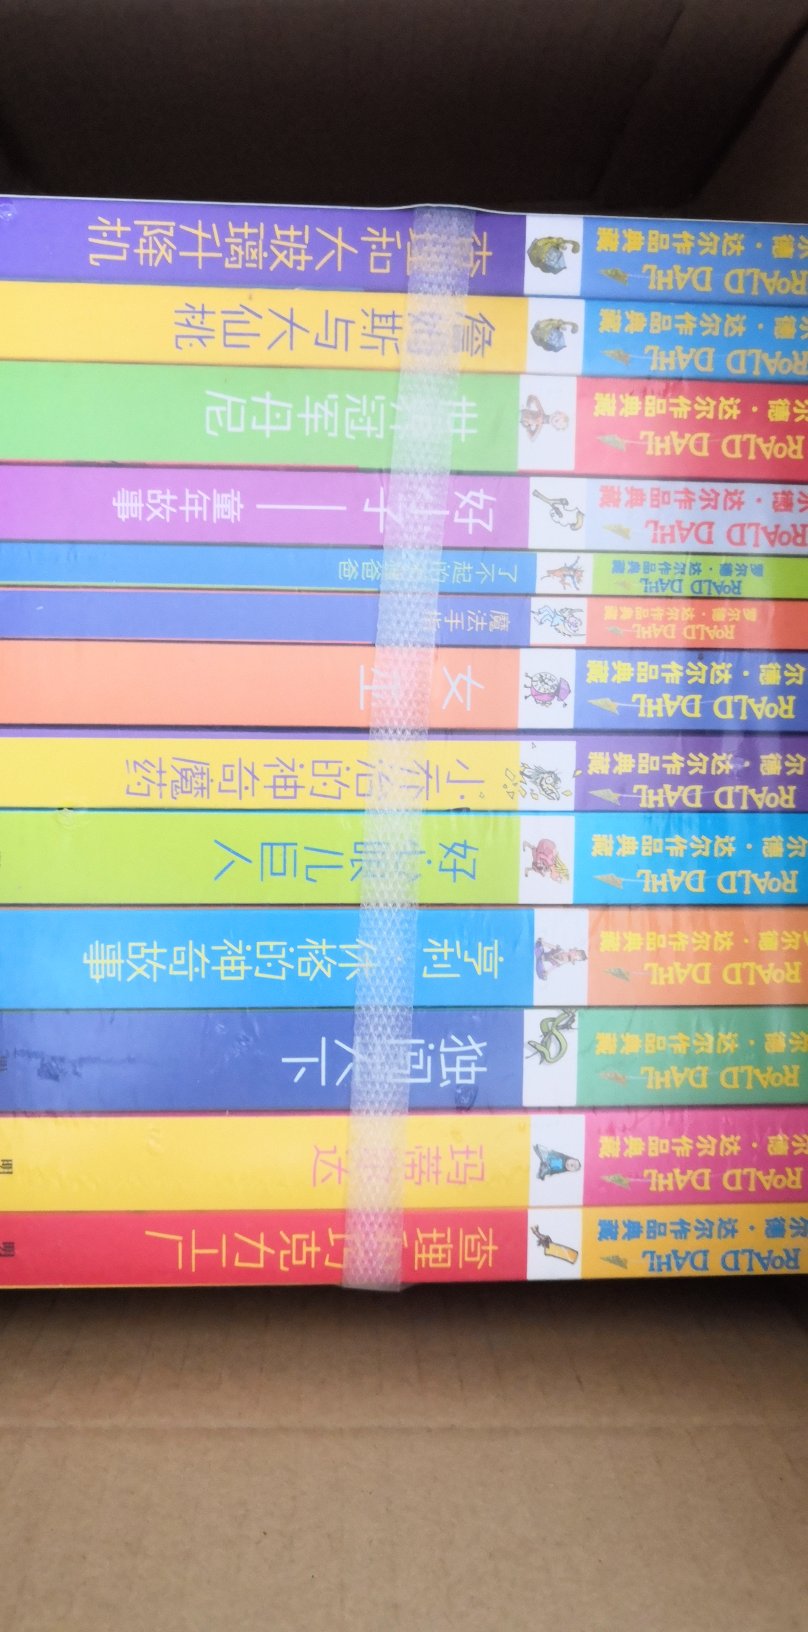 ROALD DAHL
尔德·达尔作品典藏
查理和巧克力工厂
明
ROALD DAHL
尔德·达尔作品典藏
玛蒂尔达
明
ROALD DAHL
尔德·达尔作品典藏
独闯天下
明
ROALD DAHL
罗尔德·达尔作品典藏
亨利·休格的神奇故事
ROALD DAHL
尔德·达尔作品典藏
好心眼儿巨人
ROALD DAHL
尔德·达尔作品典藏
小乔治的神奇魔药
ROALD DAHL
尔德·达尔作品典藏
女巫
ROALD DAHL
罗尔德·达尔作品典藏
魔法手指
ROALD DAHL
罗尔德·达尔作品典藏
了不起的狐狸爸爸
ROALD DAHL
尔德·达尔作品典藏
好小子——童年故事
ROALD DAHL
尔德·达尔作品典藏
世界冠军丹尼
ROALD DAHL
尔德·达尔作品典藏
詹姆斯与大仙桃
ROALD DAHL
尔德·达尔作品典藏
查理和大玻璃升降机